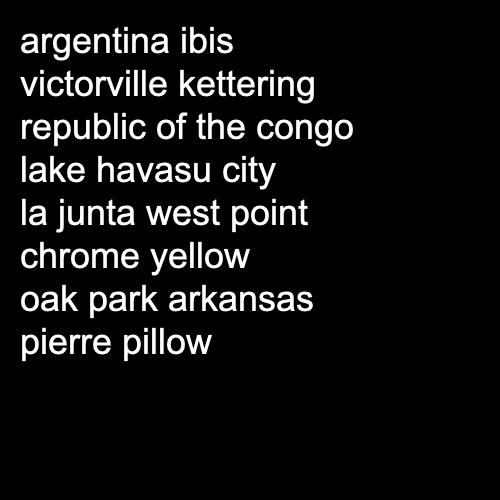 argentina ibis
victorville kettering
republic of the congo
lake havasu city
la junta west point
chrome yellow
oak park arkansas
pierre pillow